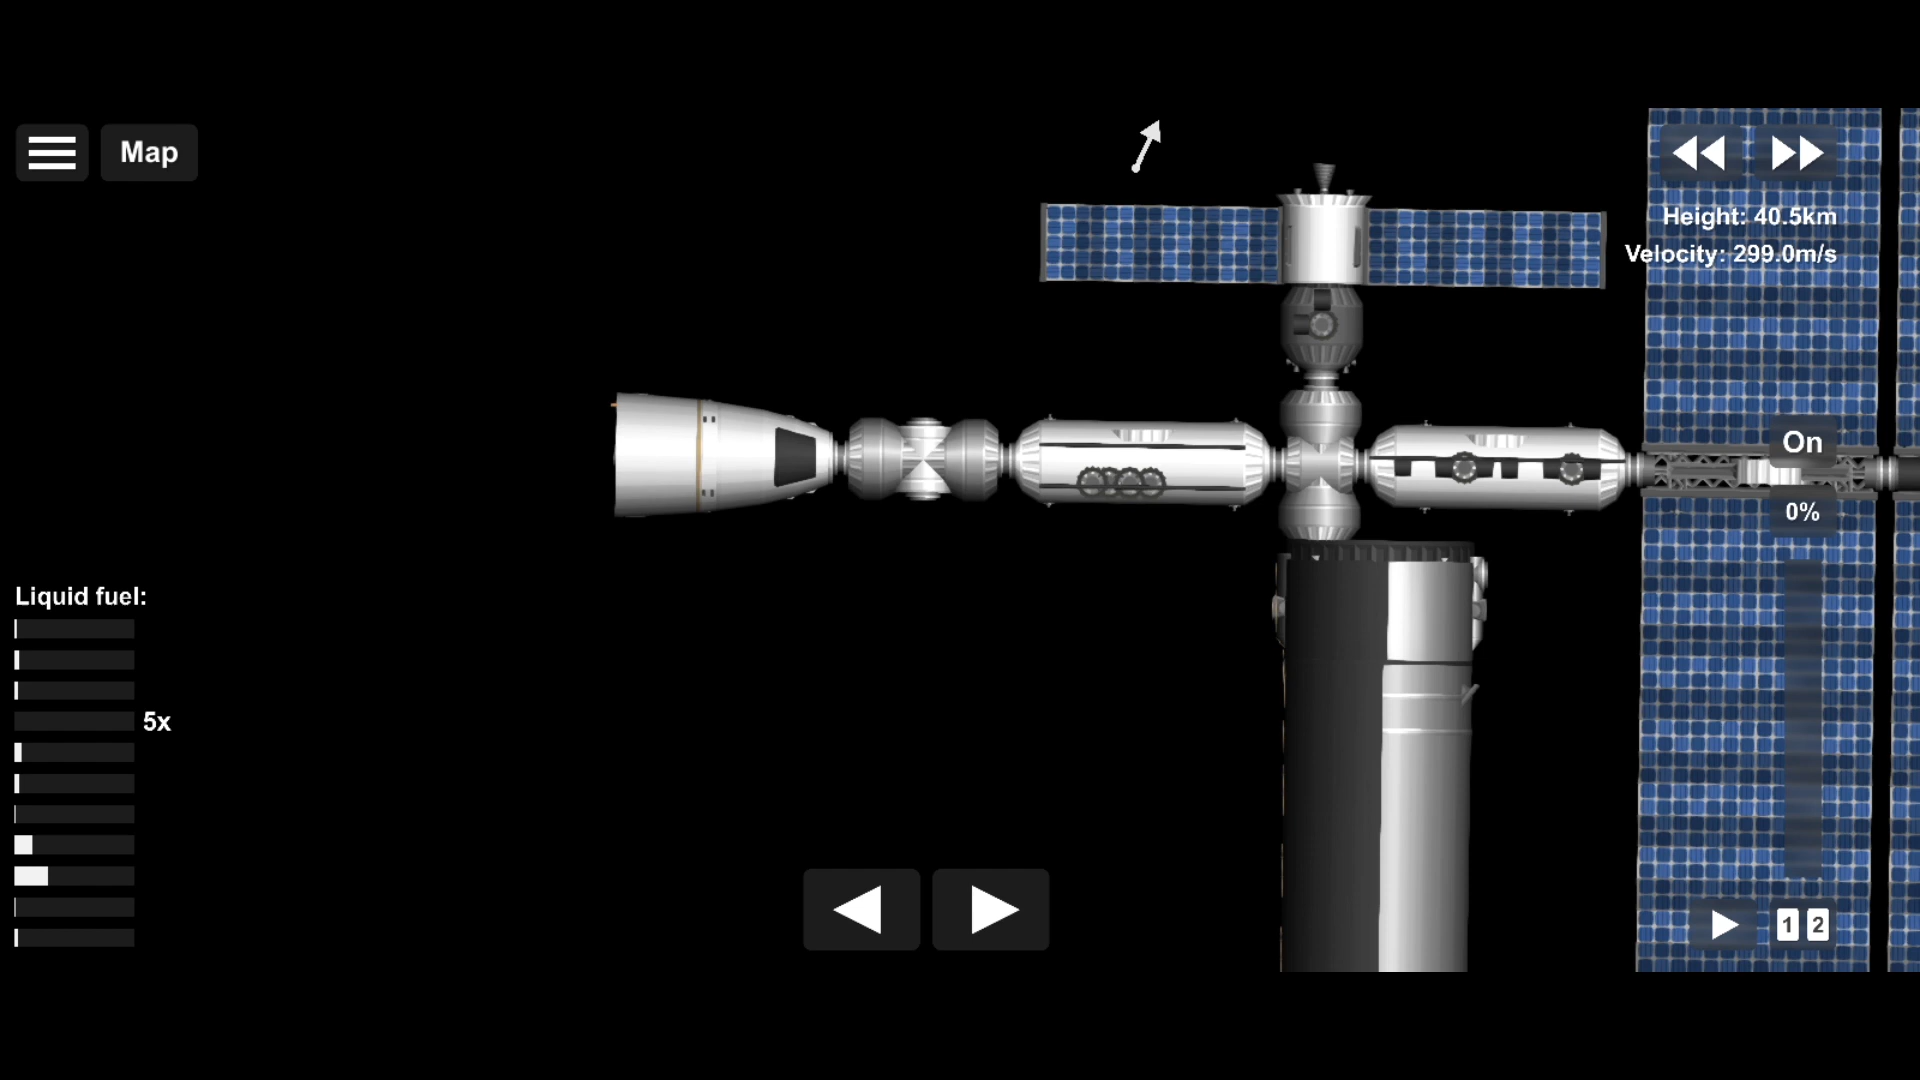 Map
Height: 40.5km
Velocity: 299.0m/s
On
0%
Liquid fuel:
5x
1 2